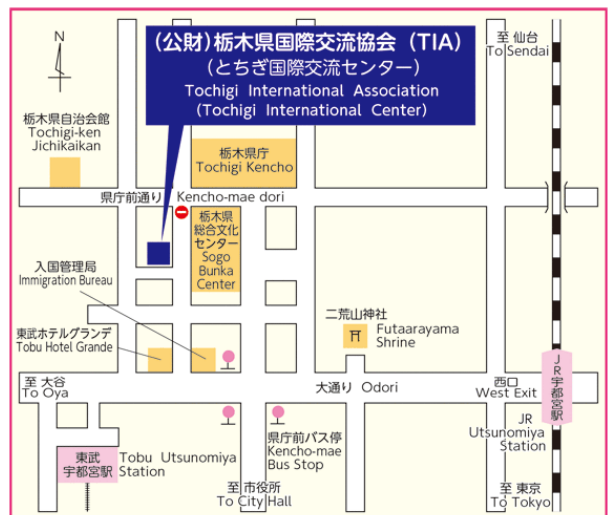 N
(公財)栃木県国際交流協会 (TIA)
(とちぎ国際交流センター)
Tochigi International Association
(Tochigi International Center)
至 仙台
To Sendai
栃木県自治会館
Tochigi-ken
Jichikaikan
栃木県庁
Tochigi Kencho
県庁前通り Kencho-mae dori
栃木県
総合文化
センター
Sogo
Bunka
Center
入国管理局
Immigration Bureau
東武ホテルグランデ
Tobu Hotel Grande
二荒山神社
Futaarayama
Shrine
至 大谷
To Oya
大通り Odori
西口
West Exit
JR宇都宮駅
JR
Utsunomiya
Station
東武
宇都宮駅
Tobu Utsunomiya
Station
県庁前バス停
Kencho-mae
Bus Stop
至 市役所
To City Hall
至 東京
To Tokyo